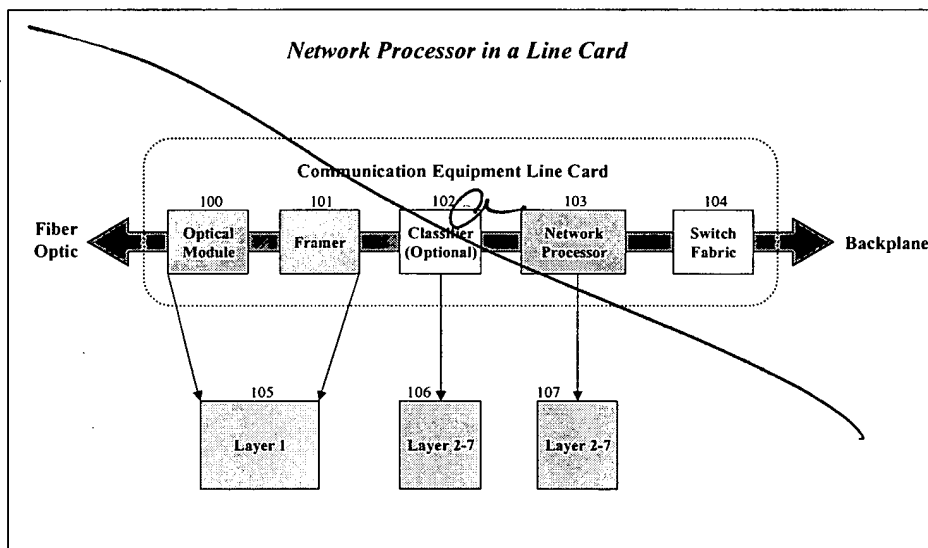 Network Processor in a Line Card
Communication Equipment Line Card
100 101 102 103 104
Fiber
Optic
Optical
Module
Framer
Classifier
(Optional)
Network
Processor
Switch
Fabric
Backplane
105 106 107
Layer 1
Layer 2-7
Layer 2-7